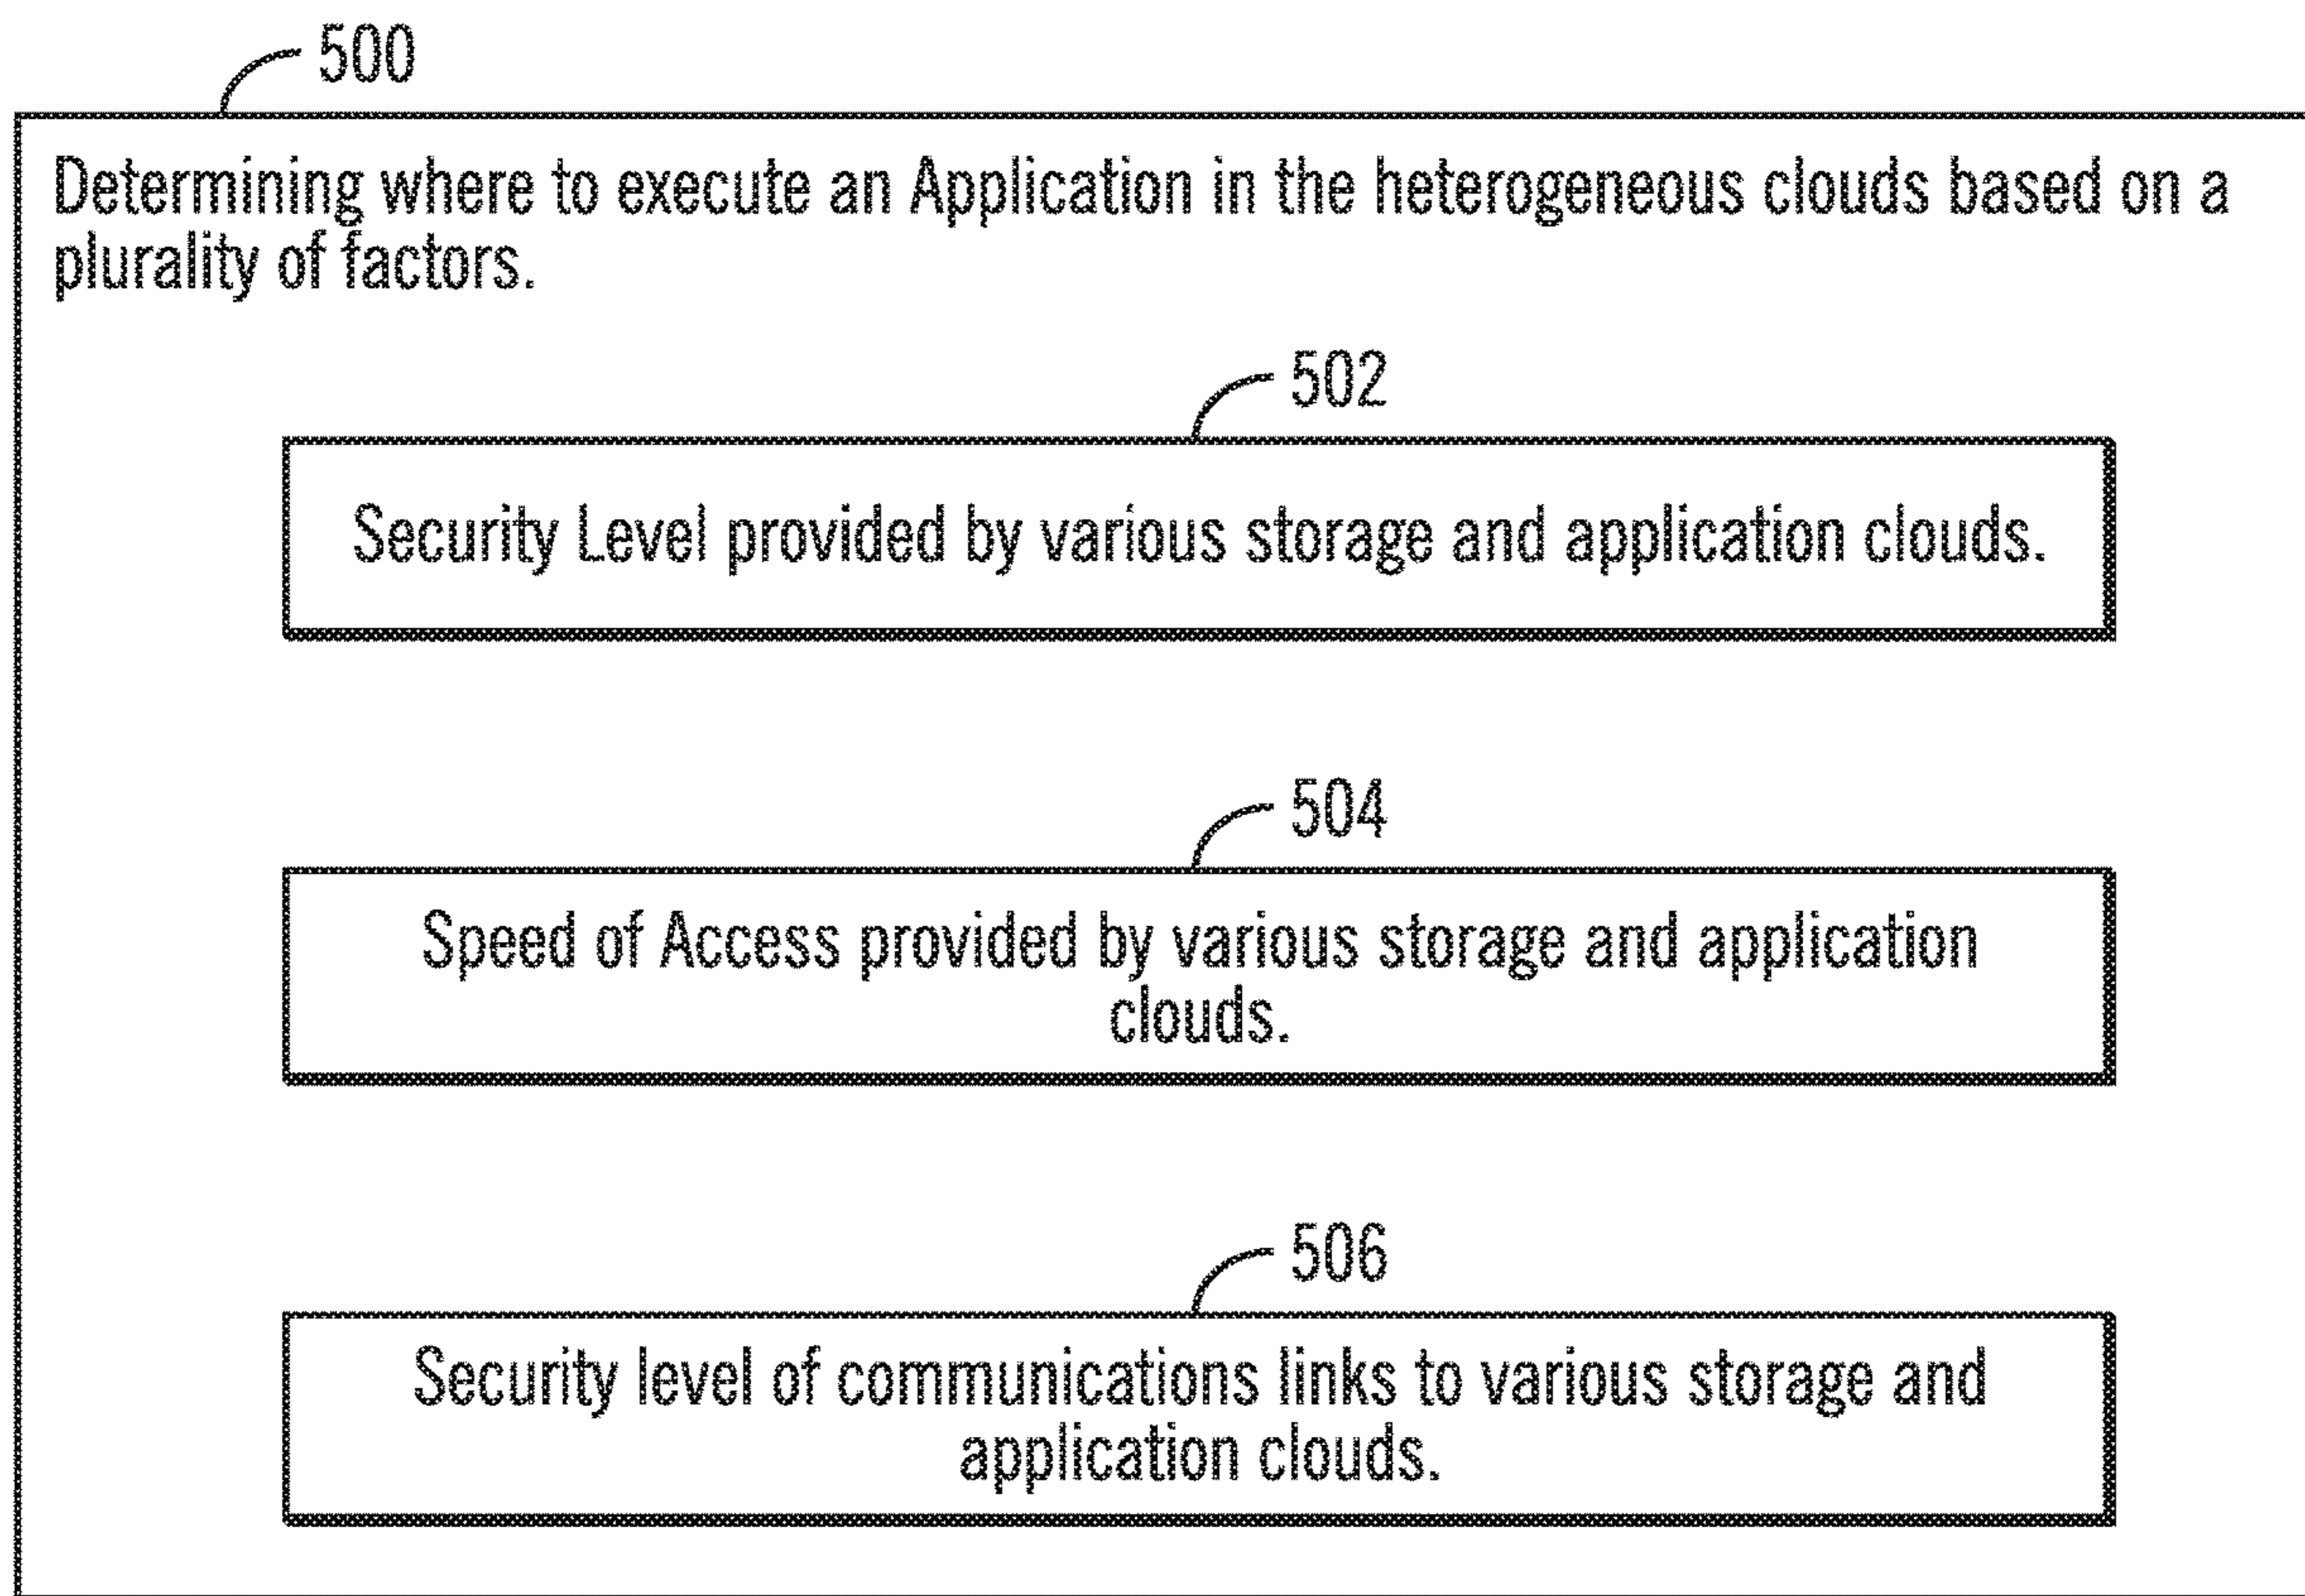 500
Determining where to execute an Application in the heterogeneous clouds based on a
plurality of factors.
502
Security Level provided by various storage and application clouds.
504
Speed of Access provided by various storage and application
clouds.
506
Security level of communications links to various storage and
application clouds.